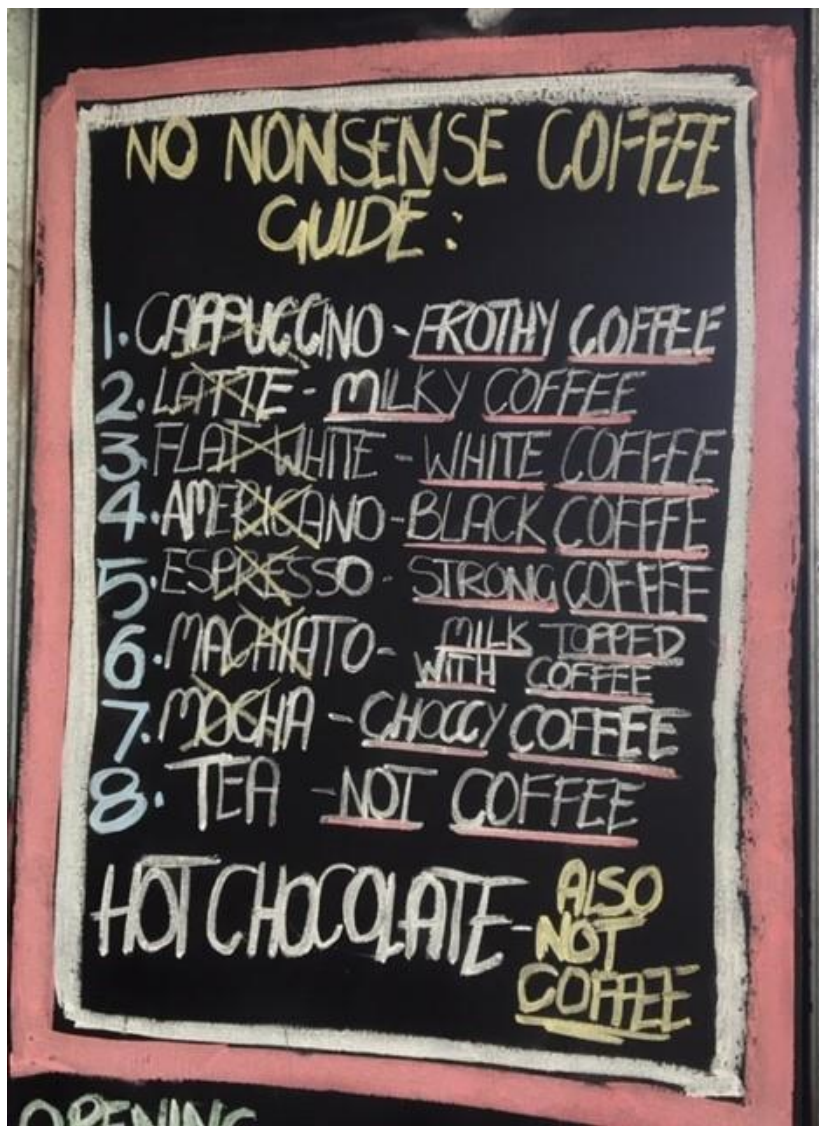 NO NONSENSE COFFEE
GUIDE:
1. CAPPUCCINO - FROTHY COFFEE
2. LATTE - MILKY COFFEE
3. FLAT WHITE - WHITE COFFEE
4. AMERICANO - BLACK COFFEE
5. ESPRESSO - STRONG COFFEE
6. MACHIATO - MILK TOPPED
WITH COFFEE
7. MOCHA - CHOCCY COFFEE
8. TEA - NOT COFFEE
HOT CHOCOLATE - ALSO
NOT
COFFEE
OPENING